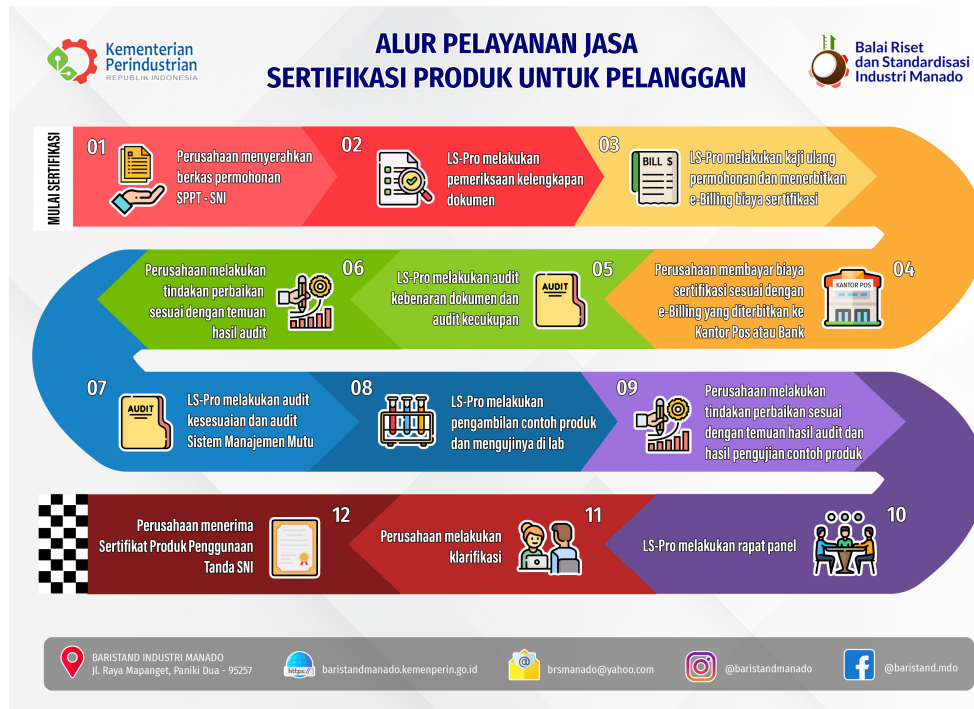 Kementerian
Perindustrian
REPUBLIK INDONESIA
ALUR PELAYANAN JASA
SERTIFIKASI PRODUK UNTUK PELANGGAN
Balai Riset
dan Standardisasi
Industri Manado
MULAI SERTIFIKASI
01
Perusahaan menyerahkan
berkas permohonan
SPPT - SNI
02
LS-Pro melakukan
pemeriksaan kelengkapan
dokumen
03
BILL $
LS-Pro melakukan kaji ulang
permohonan dan menerbitkan
e-Billing biaya sertifikasi
04
KANTOR POS
Perusahaan membayar biaya
sertifikasi sesuai dengan
e-Billing yang diterbitkan ke
Kantor Pos atau Bank
05
AUDIT
LS-Pro melakukan audit
kebenaran dokumen dan
audit kecukupan
06
Perusahaan melakukan
tindakan perbaikan
sesuai dengan temuan
hasil audit
07
AUDIT
LS-Pro melakukan audit
kesesuaian dan audit
Sistem Manajemen Mutu
08
LS-Pro melakukan
pengambilan contoh produk
dan mengujinya di lab
09
Perusahaan melakukan
tindakan perbaikan sesuai
dengan temuan hasil audit dan
hasil pengujian contoh produk
10
LS-Pro melakukan rapat panel
11
Perusahaan melakukan
klarifikasi
12
Perusahaan menerima
Sertifikat Produk Penggunaan
Tanda SNI
BARISTAND INDUSTRI MANADO
Jl. Raya Mapanget, Paniki Dua - 95257
https://
baristandmanado.kemenperin.go.id
@
brsmanado@yahoo.com
@baristandmanado
@baristand.mdo